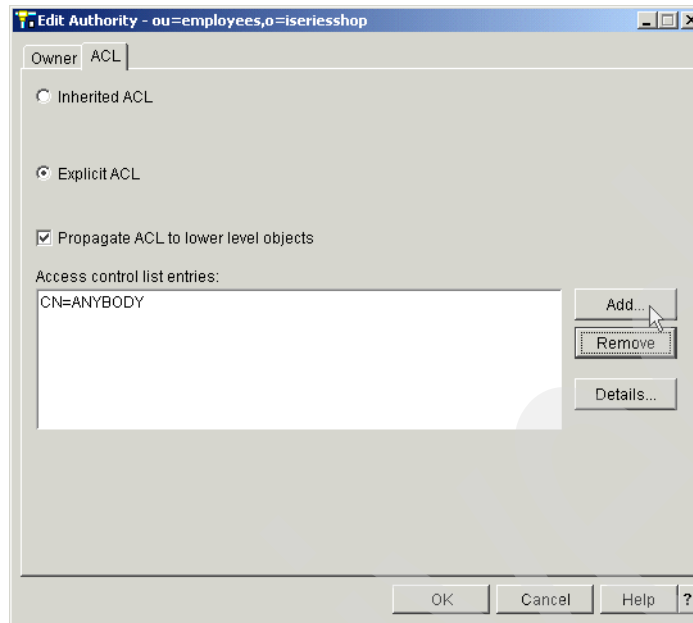 Edit Authority - ou=employees,o=iseriesshop
Owner ACL
Inherited ACL
Explicit ACL
Propagate ACL to lower level objects
Access control list entries:
CN=ANYBODY
Add...
Remove
Details...
OK Cancel Help ?